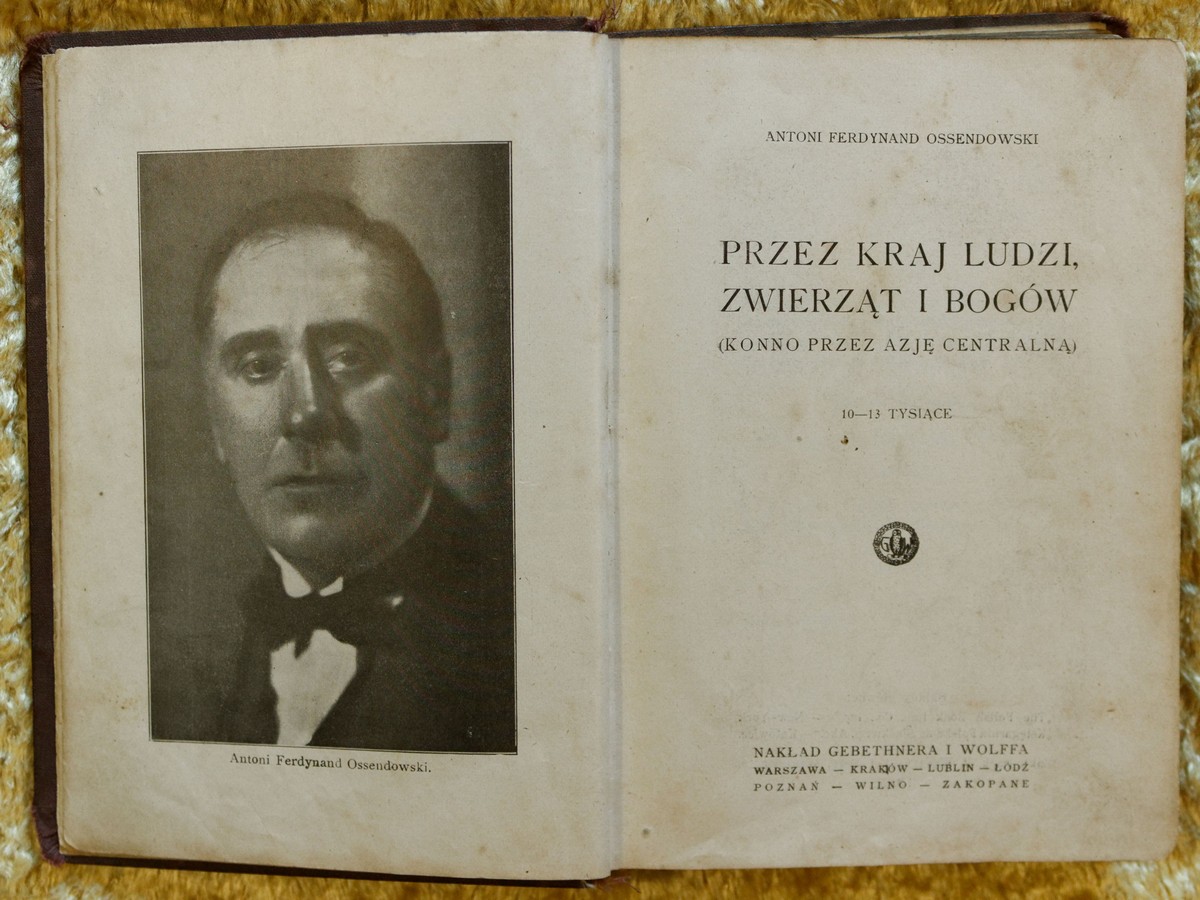 Antoni Ferdynand Ossendowski.
ANTONI FERDYNAND OSSENDOWSKI
PRZEZ KRAJ LUDZI,
ZWIERZĄT I BOGÓW
(KONNO PRZEZ AZJĘ CENTRALNĄ)
10—13 TYSIĄCE
G W
NAKŁAD GEBETHNERA I WOLFFA
WARSZAWA — KRAKÓW — LUBLIN — ŁÓDŹ
POZNAŃ — WILNO — ZAKOPANE